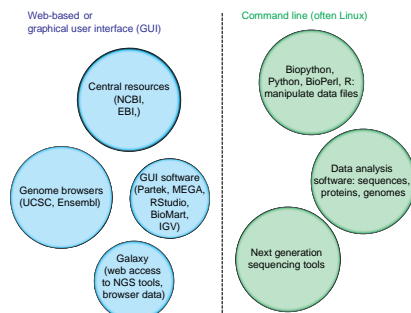 Web-based or
graphical user interface (GUI)
Central resources
(NCBI,
EBI,)
Genome browsers
(UCSC, Ensembl)
GUI software
(Partek, MEGA,
RStudio,
BioMart,
IGV)
Galaxy
(web access
to NGS tools,
browser data)
Command line (often Linux)
Biopython,
Python, BioPerl, R:
manipulate data files
Data analysis
software: sequences,
proteins, genomes
Next generation
sequencing tools